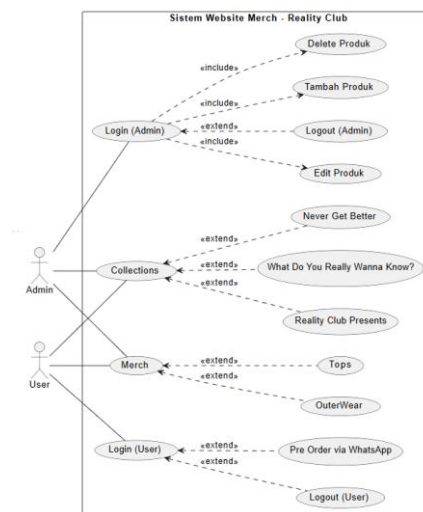 Sistem Website Merch - Reality Club
Delete Produk
«include»
Tambah Produk
«include»
Login (Admin)
«extend»
Logout (Admin)
«include»
Edit Produk
Never Get Better
«extend»
Collections
«extend»
What Do You Really Wanna Know?
Admin
«extend»
Reality Club Presents
Merch
«extend»
Tops
User
«extend»
OuterWear
Login (User)
«extend»
Pre Order via WhatsApp
«extend»
Logout (User)